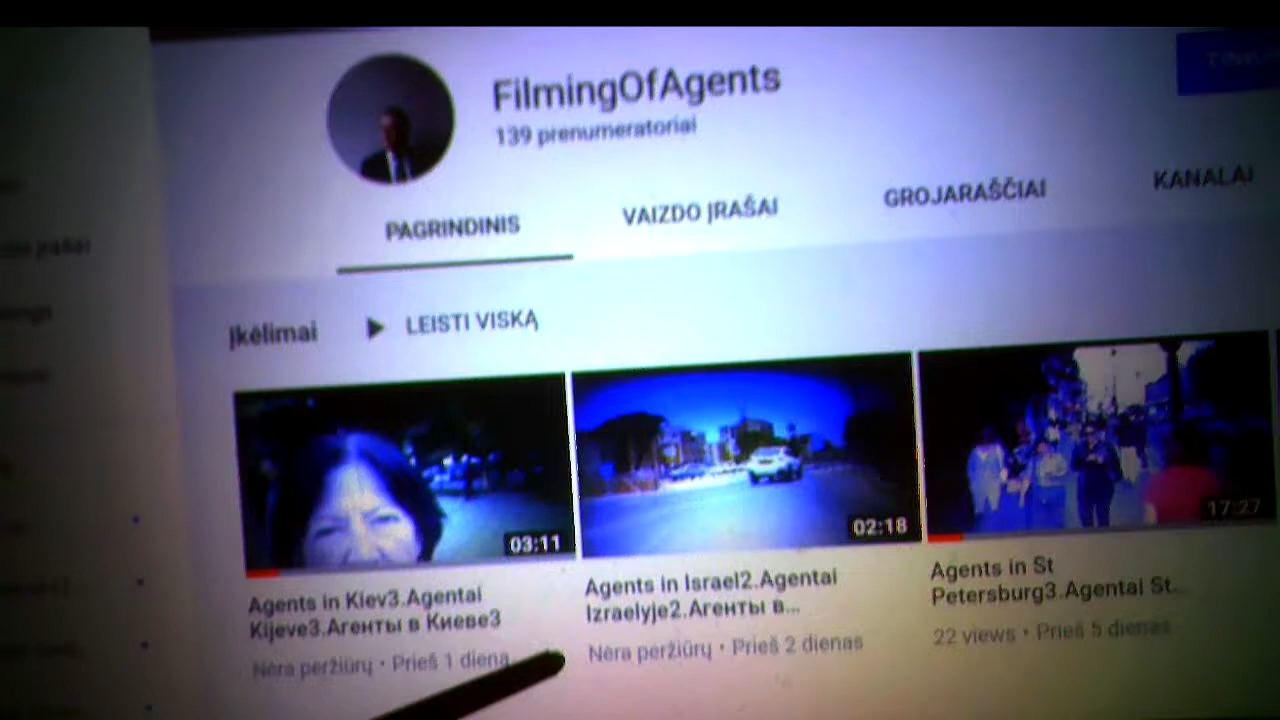 FilmingOfAgents
139 prenumeratoriai
PAGRINDINIS
VAIZDO ĮRAŠAI
GROJARAŠČIAI
KANALAI
Įkėlimai
LEISTI VISKĄ
03:11
02:18
17:27
Agents in Kiev3.Agentai
Kijeve3.Агенты в Киеве3
Nėra peržiūrų • Prieš 1 dieną
Agents in Israel2.Agentai
Izraelyje2.Агенты в...
Nėra peržiūrų • Prieš 2 dienas
Agents in St
Petersburg3.Agentai St...
22 views • Prieš 5 dienas